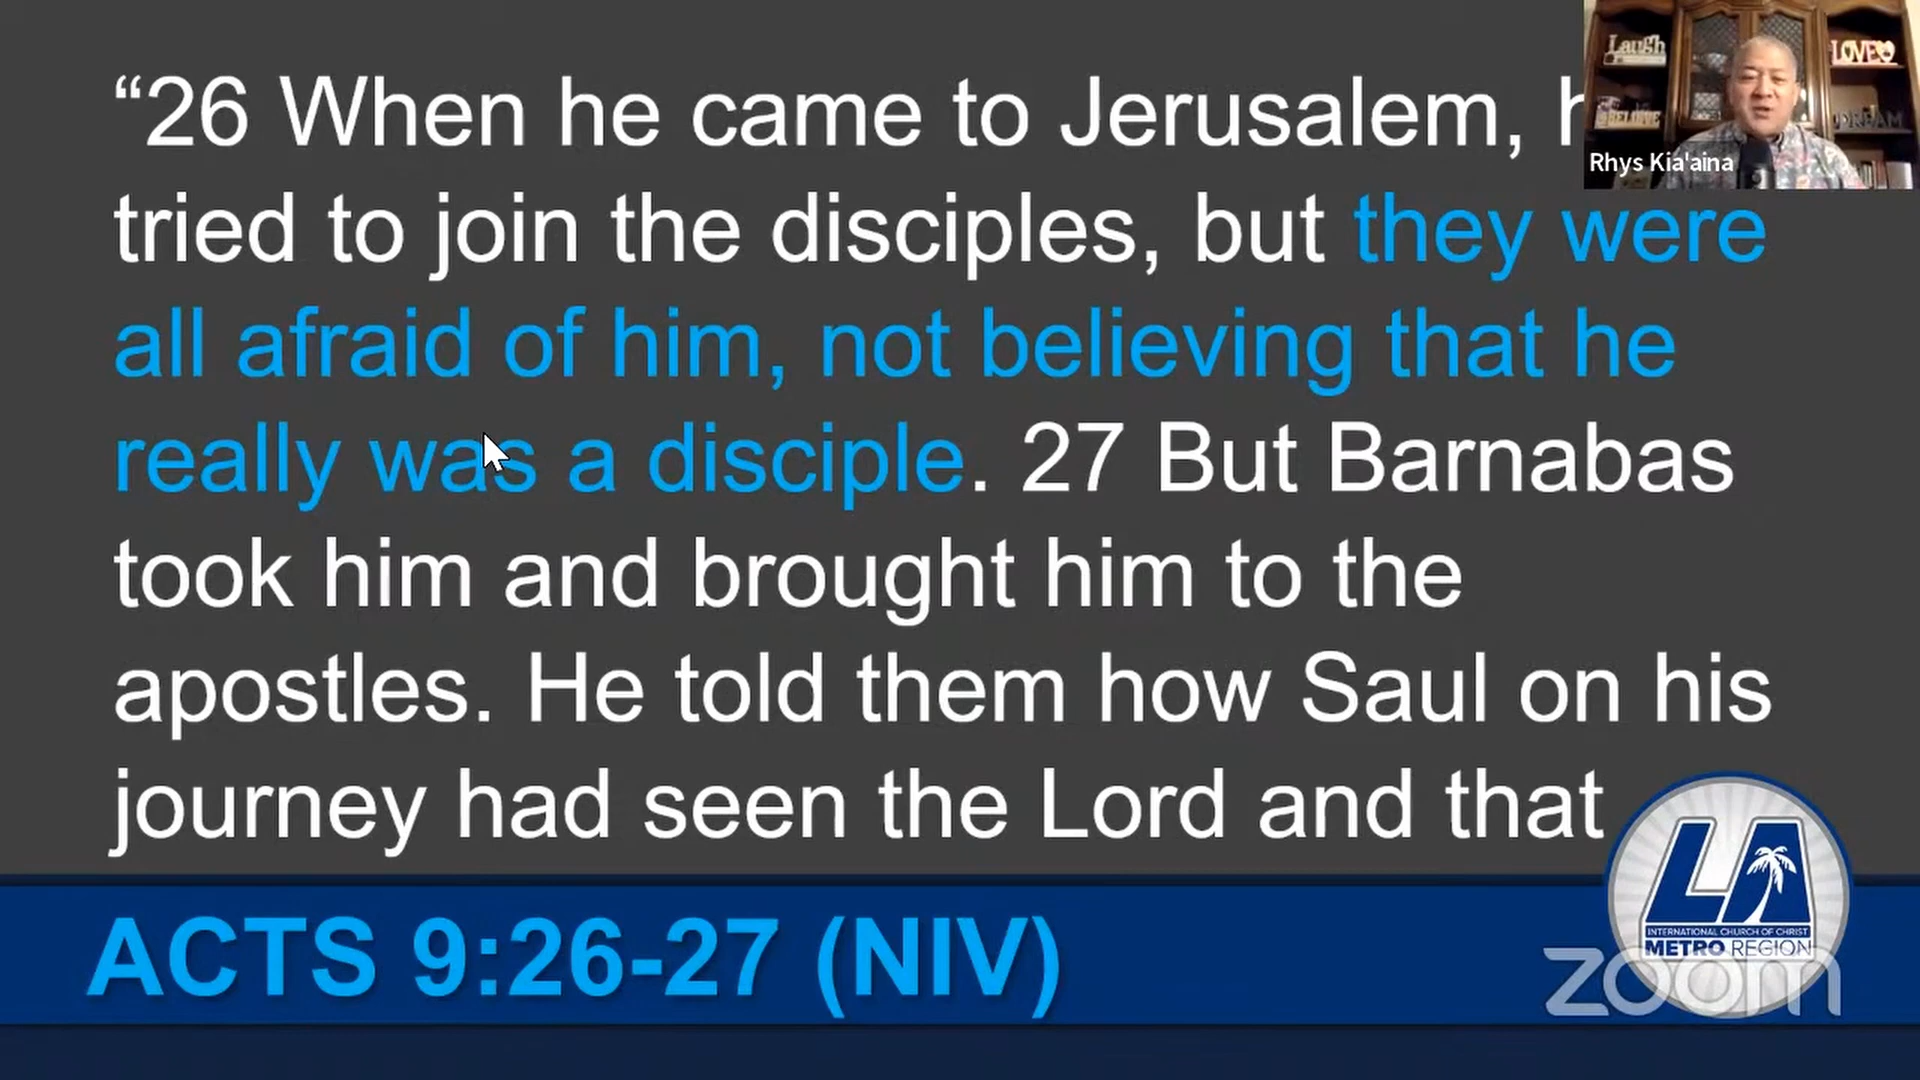 “26 When he came to Jerusalem,
tried to join the disciples, but they were
all afraid of him, not believing that he
really was a disciple. 27 But Barnabas
took him and brought him to the
apostles. He told them how Saul on his
journey had seen the Lord and that
ACTS 9:26-27 (NIV)
Laugh
LOVE
BELIEVE
DREAM
Rhys Kia'aina
LA
INTERNATIONAL CHURCH OF CHRIST
METRO REGION
zoom